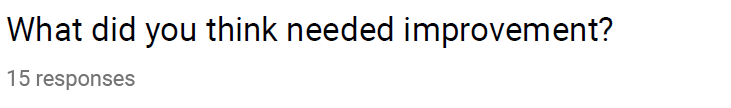 What did you think needed improvement?
15 responses